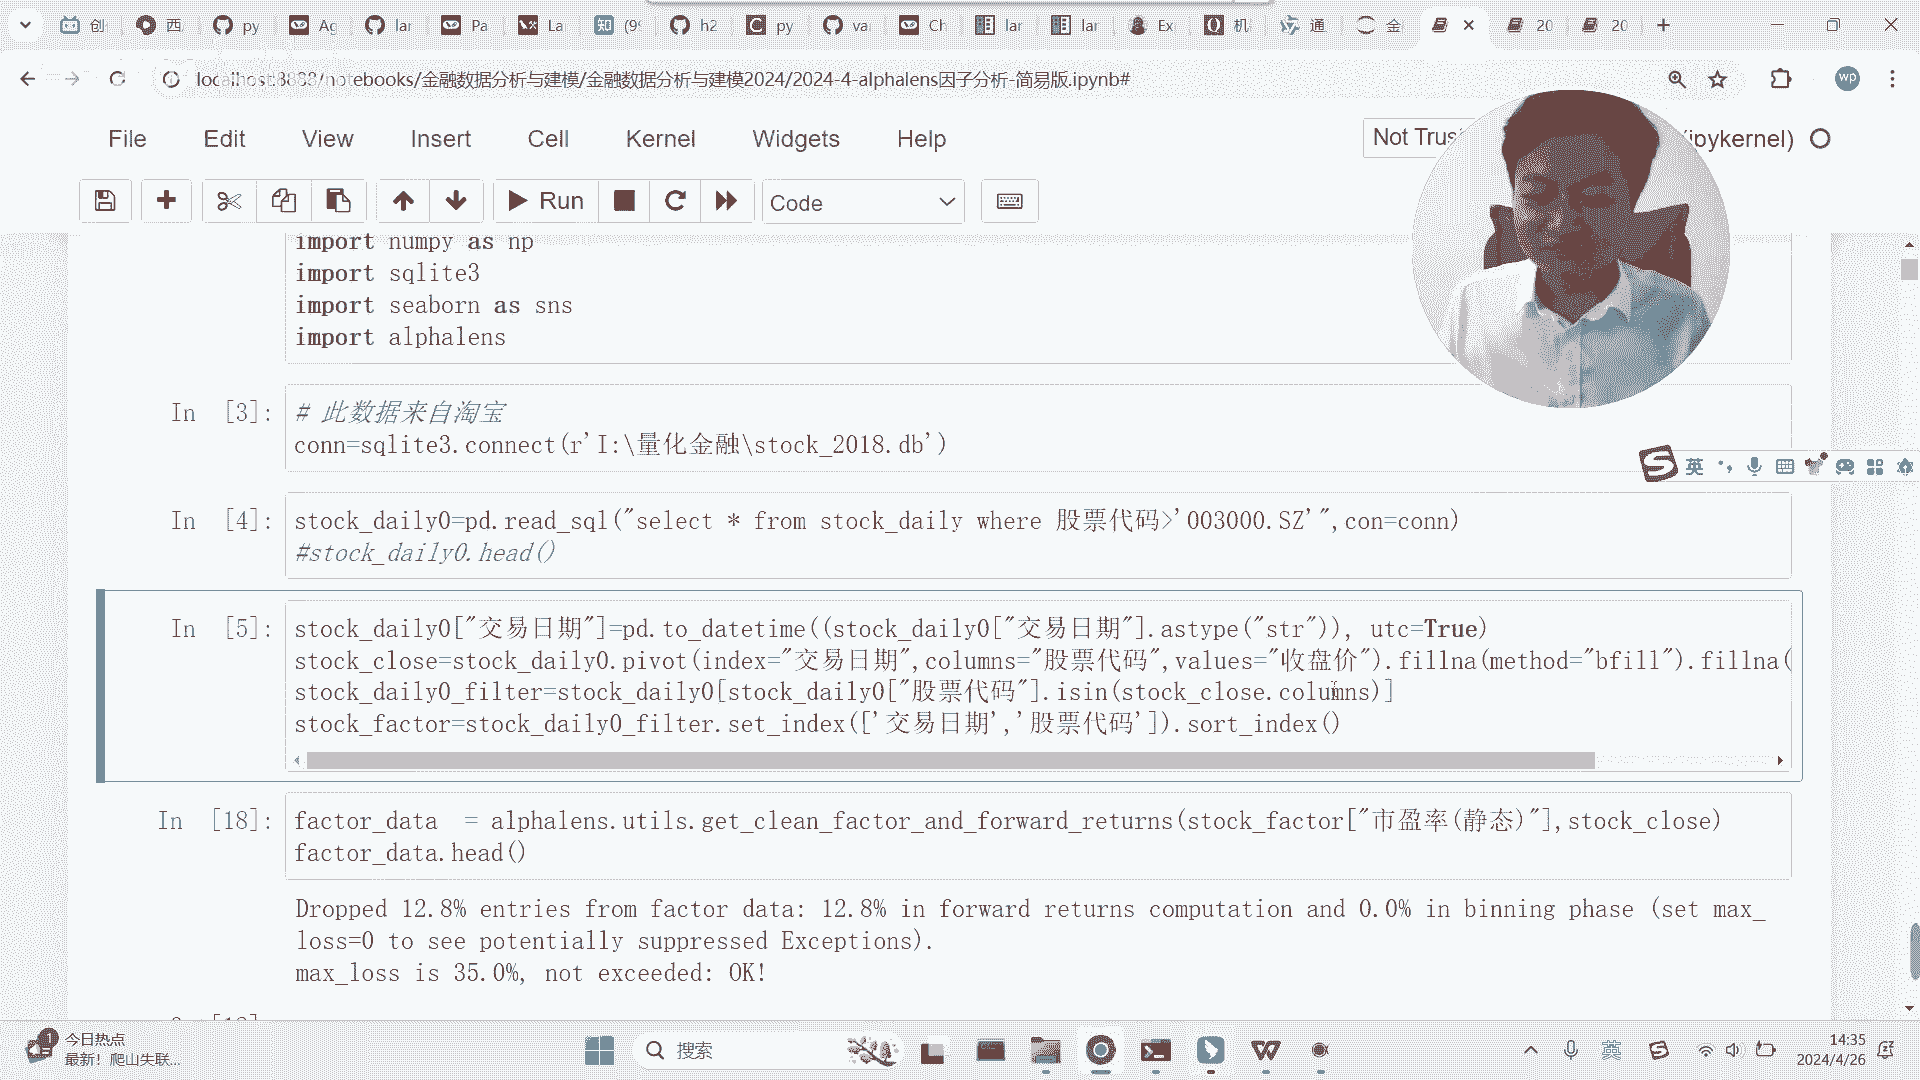 创
西
py
Ag
lar
Pa
La
知
(99
h2
py
va
Ch
lar
lar
Ex
机
通
金
20
20
localhost:8888/notebooks/金融数据分析与建模/金融数据分析与建模2024/2024-4-alphalens因子分析-简易版.ipynb#
wp
File Edit View Insert Cell Kernel Widgets Help
Not Trus
(ipykernel)
Run
Code
import numpy as np
import sqlite3
import seaborn as sns
import alphalens
In [3]:
# 此数据来自淘宝
conn=sqlite3.connect(r'I:\量化金融\stock_2018.db')
英
In [4]:
stock_daily0=pd.read_sql("select * from stock_daily where 股票代码>'003000.SZ'",con=conn)
#stock_daily0.head()
In [5]:
stock_daily0["交易日期"]=pd.to_datetime((stock_daily0["交易日期"].astype("str")), utc=True)
stock_close=stock_daily0.pivot(index="交易日期",columns="股票代码",values="收盘价").fillna(method="bfill").fillna(
stock_daily0_filter=stock_daily0[stock_daily0["股票代码"].isin(stock_close.columns)]
stock_factor=stock_daily0_filter.set_index(['交易日期','股票代码']).sort_index()
In [18]:
factor_data  = alphalens.utils.get_clean_factor_and_forward_returns(stock_factor["市盈率(静态)"],stock_close)
factor_data.head()
Dropped 12.8% entries from factor data: 12.8% in forward returns computation and 0.0% in binning phase (set max_
loss=0 to see potentially suppressed Exceptions).
max_loss is 35.0%, not exceeded: OK!
1
今日热点
最新！爬山失联...
搜索
英
14:35
2024/4/26